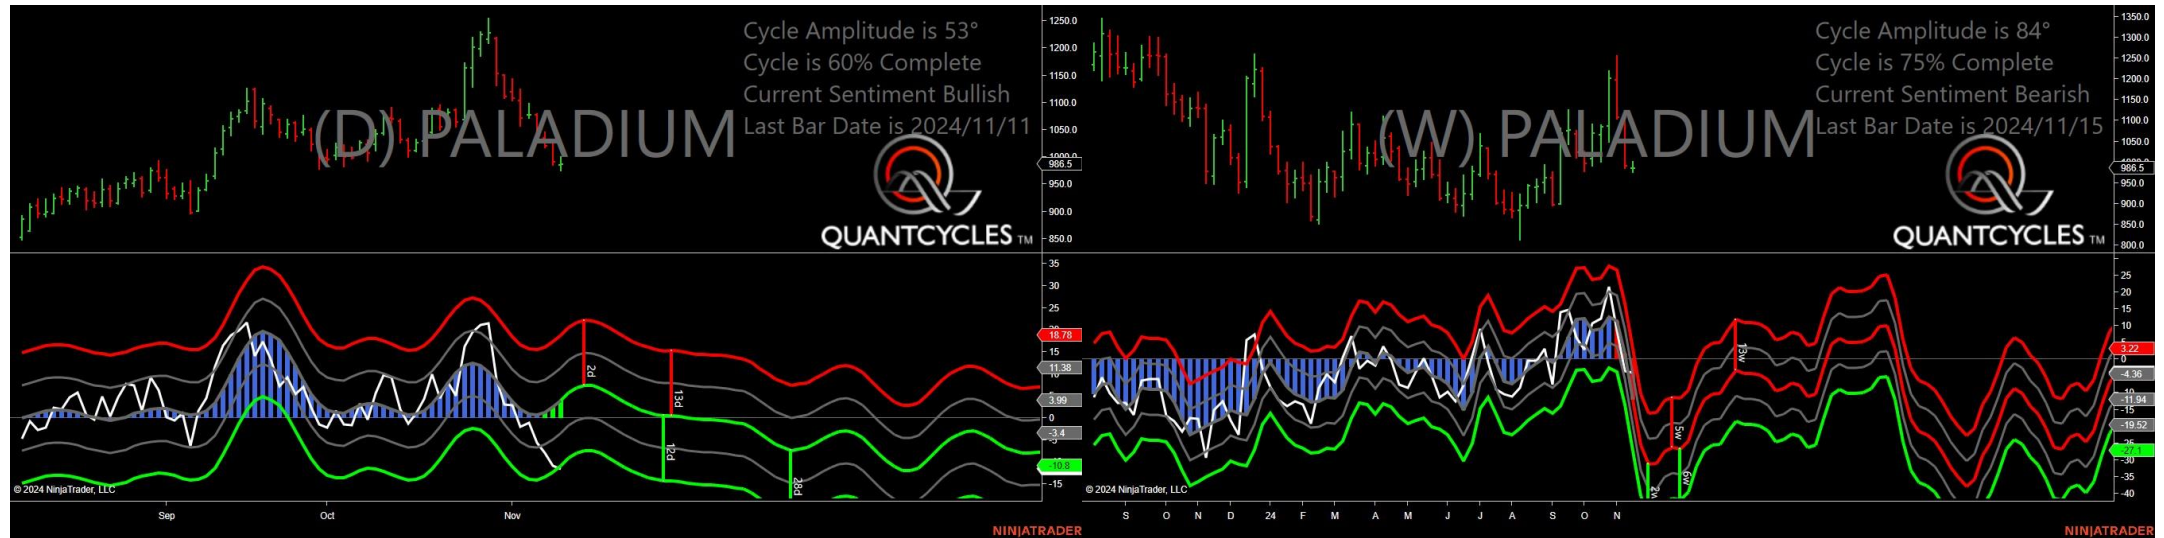 Cycle Amplitude is 53°
Cycle is 60% Complete
Current Sentiment Bullish
Last Bar Date is 2024/11/11
(D) PALADIUM
QUANTCYCLES TM
1250.0
1200.0
1150.0
1100.0
1050.0
1000.0
986.5
950.0
900.0
850.0
35
30
25
18.78
15
11.38
3.99
0
-3.4
-10.8
-15
2d
13d
12d
28d
© 2024 NinjaTrader, LLC
Sep Oct Nov
NINJATRADER
Cycle Amplitude is 84°
Cycle is 75% Complete
Current Sentiment Bearish
Last Bar Date is 2024/11/15
(W) PALADIUM
QUANTCYCLES TM
1350.0
1300.0
1250.0
1200.0
1150.0
1100.0
1050.0
986.5
950.0
900.0
850.0
800.0
25
20
15
10
5
0
3.22
-4.36
-11.94
-15
-19.52
-27.1
-30
-35
-40
13w
5w
2w
6w
© 2024 NinjaTrader, LLC
S O N D 24 F M A M J J A S O N
NINJATRADER